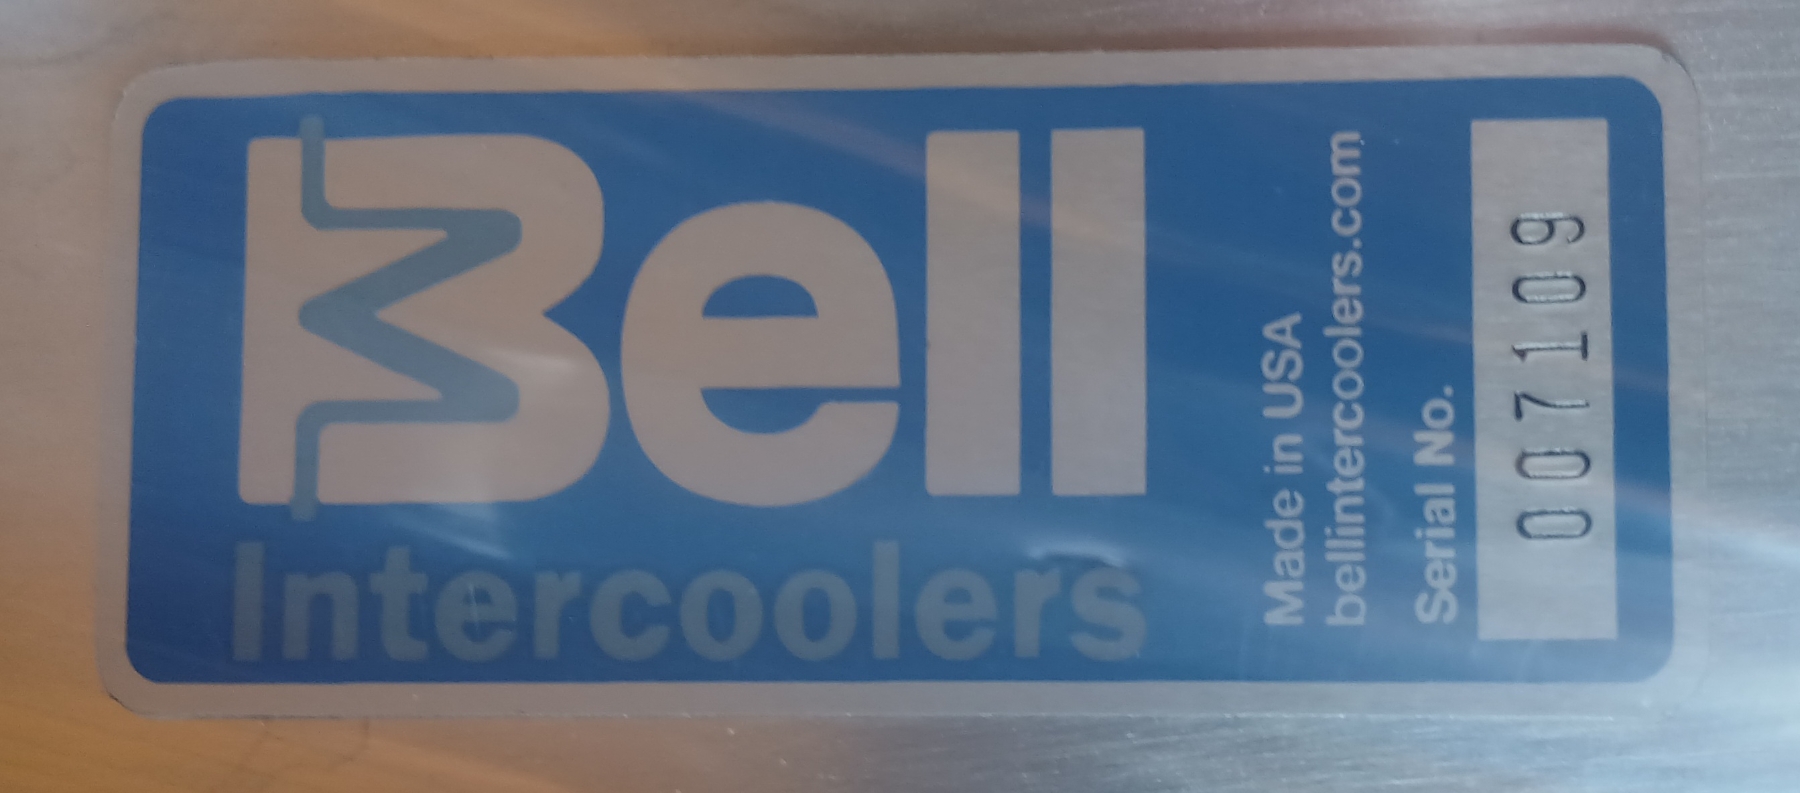 Bell
Intercoolers
Made in USA
bellintercoolers.com
Serial No.
007109